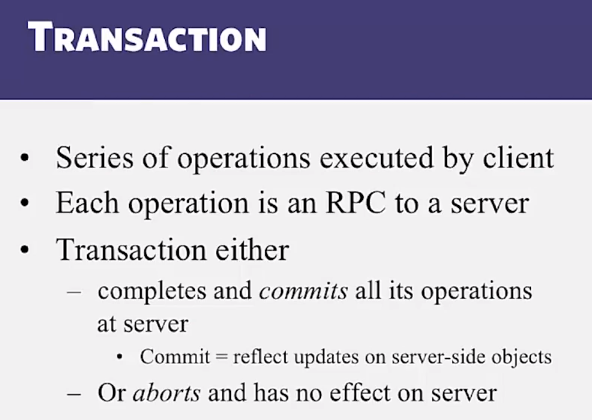 TRANSACTION
• Series of operations executed by client
• Each operation is an RPC to a server
• Transaction either
– completes and commits all its operations
at server
• Commit = reflect updates on server-side objects
– Or aborts and has no effect on server